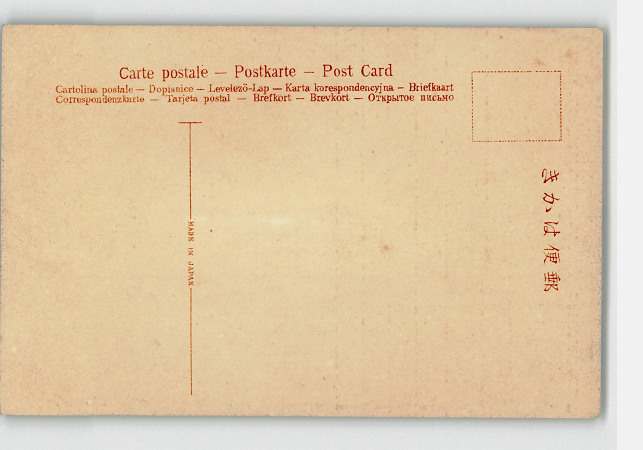 Carte postale — Postkarte — Post Card
Cartolina postale — Dopisnice — Levelező-Lap — Karta korespondencyjna — Briefkaart
Correspondenzkarte — Tarjeta postal — Brefkort — Brevkort — Открытое письмо
MADE IN JAPAN
きかは便郵